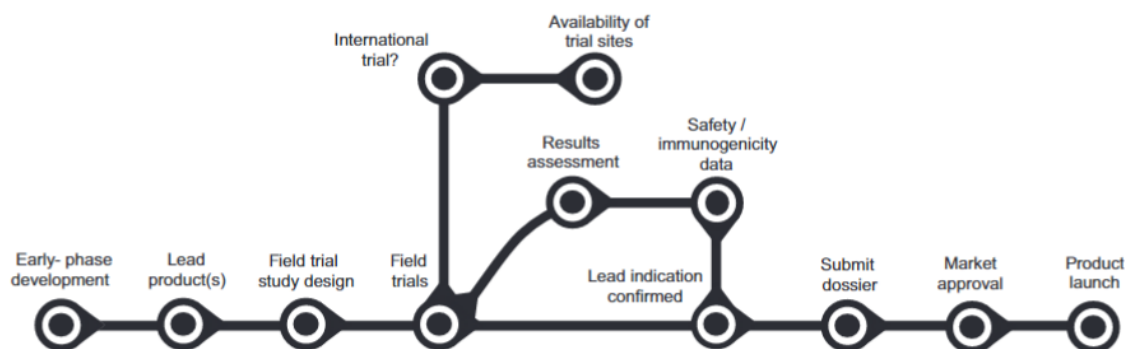 Availability of
trial sites
International
trial?
Safety /
immunogenicity
data
Results
assessment
Early- phase
development
Lead
product(s)
Field trial
study design
Field
trials
Lead indication
confirmed
Submit
dossier
Market
approval
Product
launch